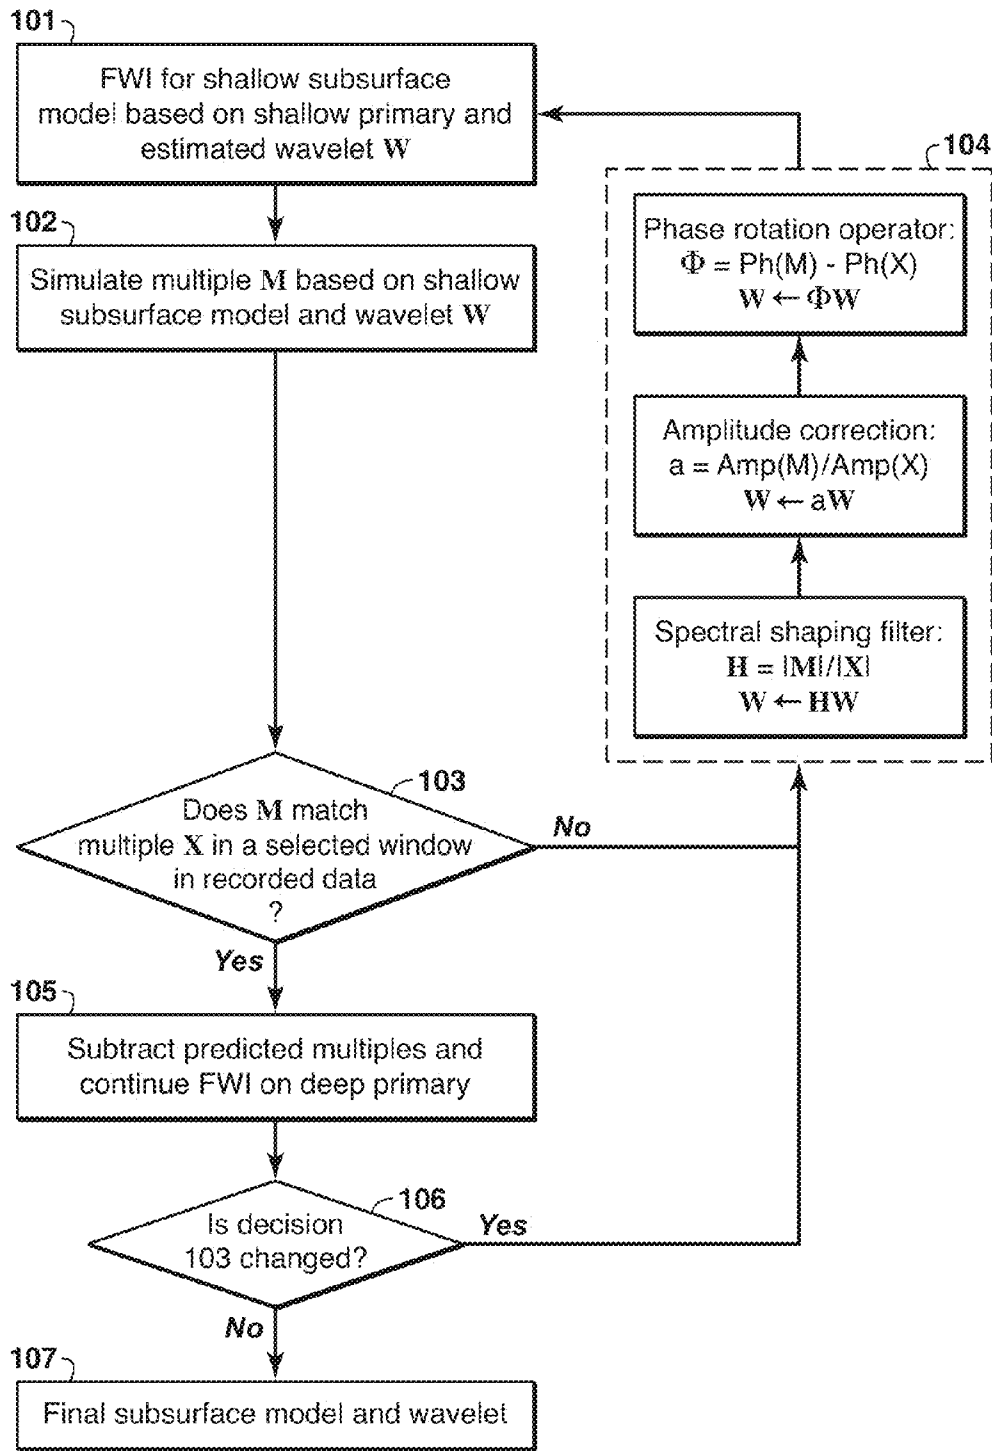 101
FWI for shallow subsurface
model based on shallow primary and
estimated wavelet W
102
Simulate multiple M based on shallow
subsurface model and wavelet W
103
Does M match
multiple X in a selected window
in recorded data
?
No
Yes
104
Phase rotation operator:
Φ = Ph(M) - Ph(X)
W ← ΦW
Amplitude correction:
a = Amp(M)/Amp(X)
W ← aW
Spectral shaping filter:
H = |M|/|X|
W ← HW
105
Subtract predicted multiples and
continue FWI on deep primary
106
Is decision
103 changed?
Yes
No
107
Final subsurface model and wavelet